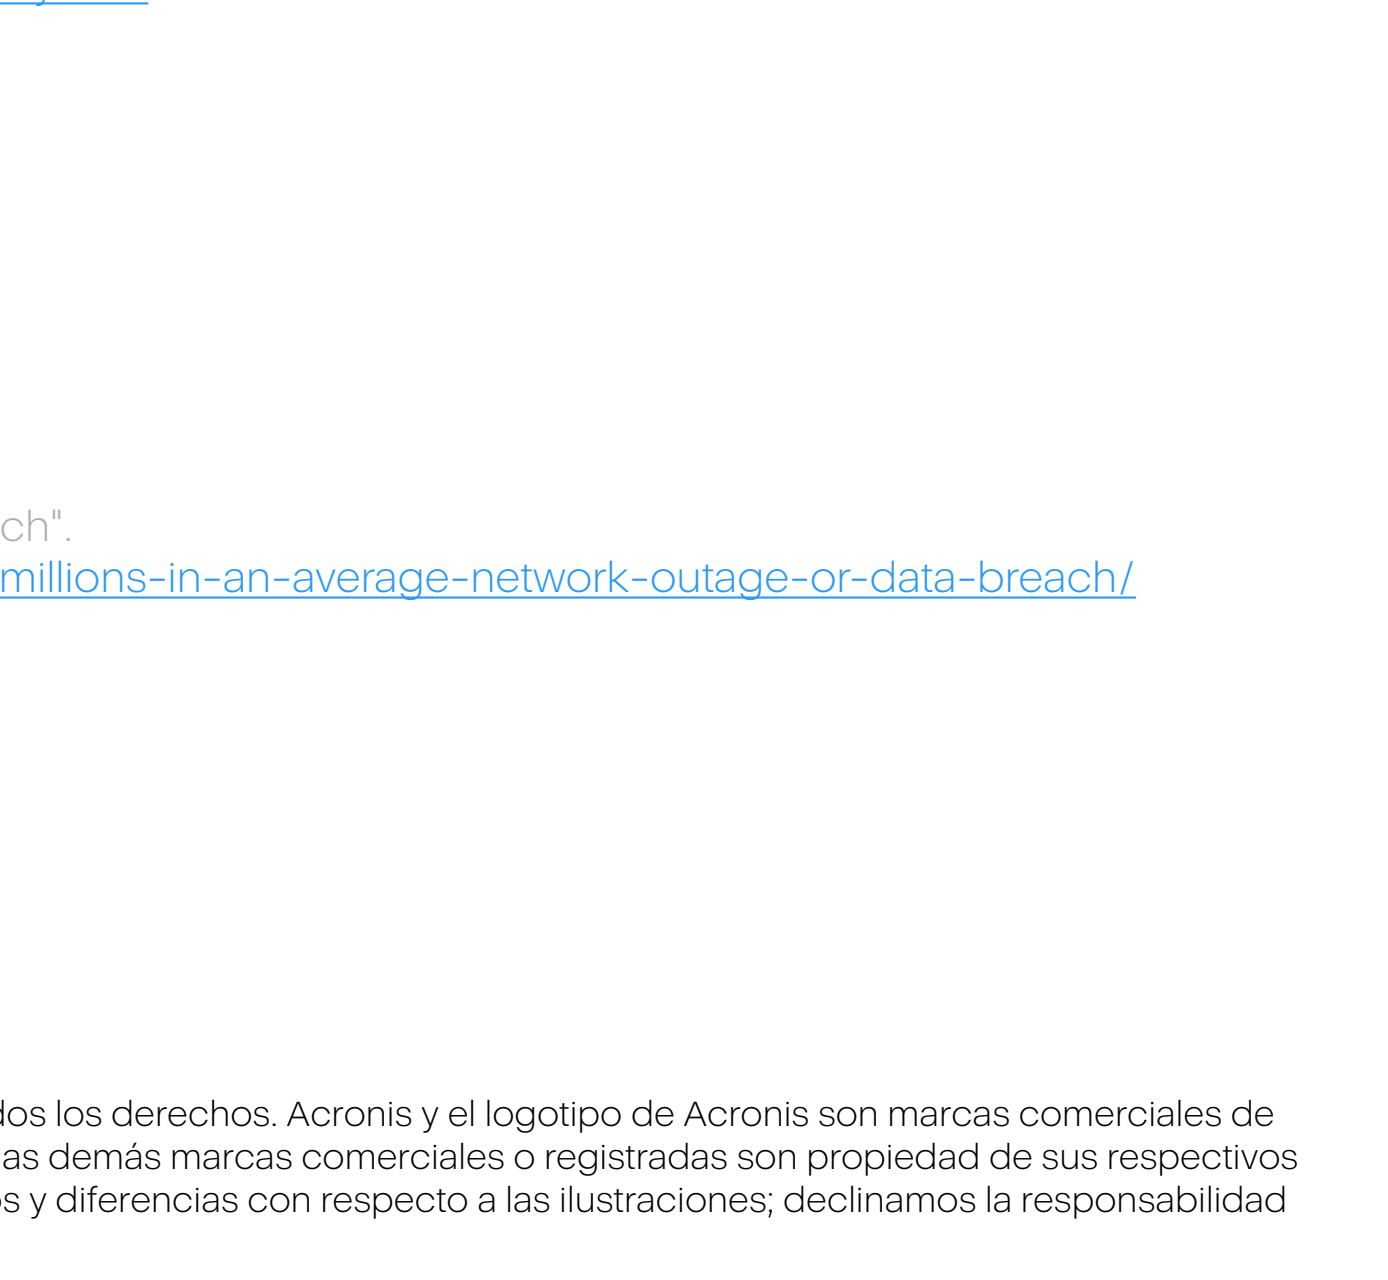 ch".
millions-in-an-average-network-outage-or-data-breach/
dos los derechos. Acronis y el logotipo de Acronis son marcas comerciales de
as demás marcas comerciales o registradas son propiedad de sus respectivos
s y diferencias con respecto a las ilustraciones; declinamos la responsabilidad